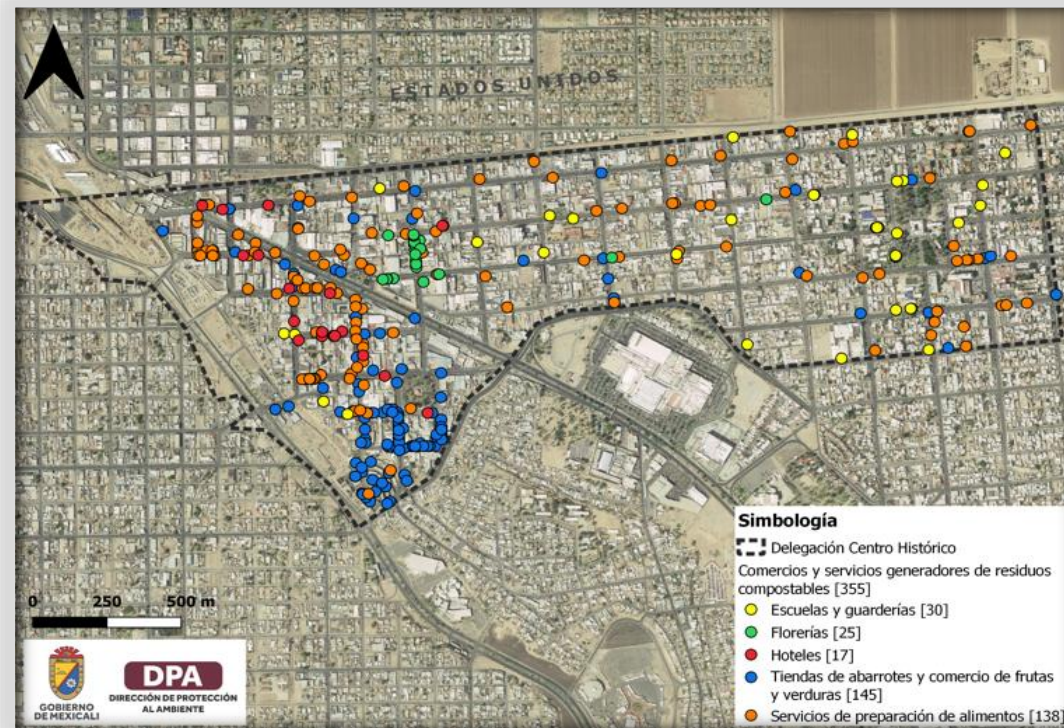 ESTADOS UNIDOS
Simbología
Delegación Centro Histórico
Comercios y servicios generadores de residuos
compostables [355]
Escuelas y guarderías [30]
Florerías [25]
Hoteles [17]
Tiendas de abarrotes y comercio de frutas
y verduras [145]
Servicios de preparación de alimentos [138]
0 250 500 m
GOBIERNO
DE MEXICALI
DPA
DIRECCIÓN DE PROTECCIÓN
AL AMBIENTE